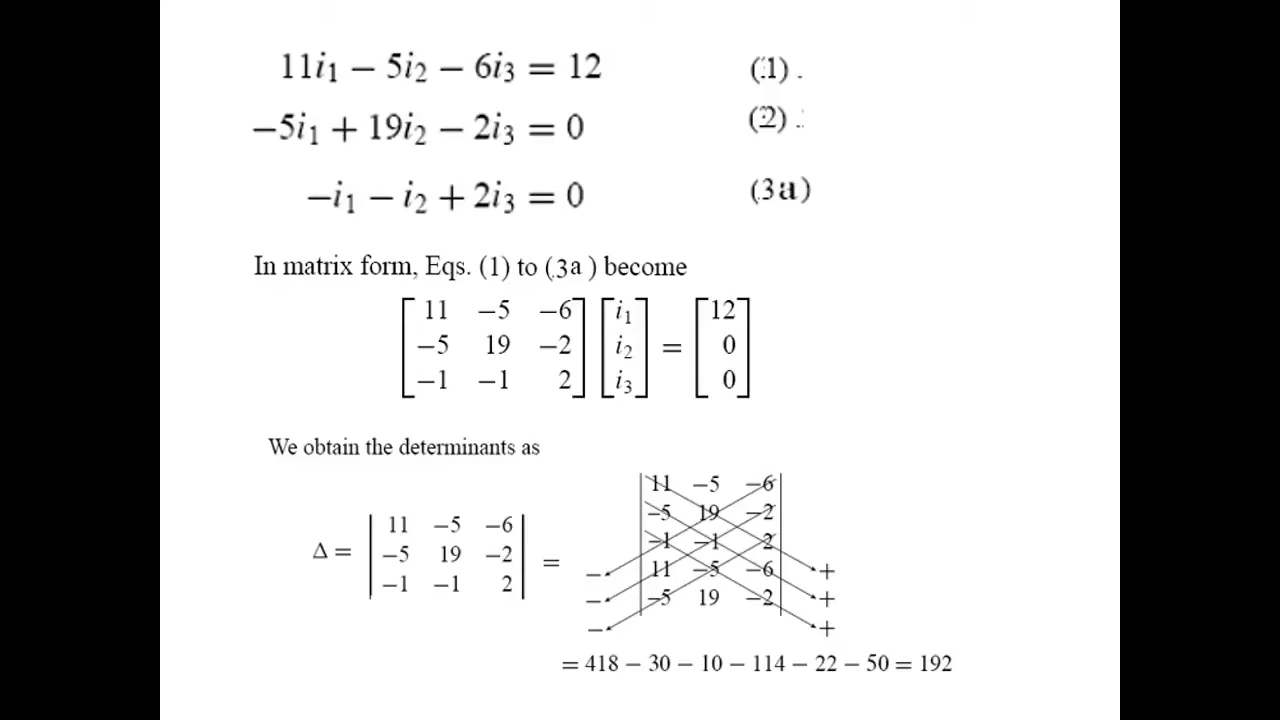 11i₁ − 5i₂ − 6i₃ = 12 (1) .
−5i₁ + 19i₂ − 2i₃ = 0 (2) .
−i₁ − i₂ + 2i₃ = 0 (3a)
In matrix form, Eqs. (1) to (3a) become
[ 11 −5 −6 ] [ i₁ ] [ 12 ]
[ −5 19 −2 ] [ i₂ ] = [ 0 ]
[ −1 −1 2 ] [ i₃ ] [ 0 ]
We obtain the determinants as
| 11 −5 −6 |
Δ = | −5 19 −2 | =
| −1 −1 2 |
| 11 −5 −6 |
| −5 19 −2 |
| −1 −1 2 |
− | 11 −5 −6 | +
− | −5 19 −2 | +
− +
= 418 − 30 − 10 − 114 − 22 − 50 = 192